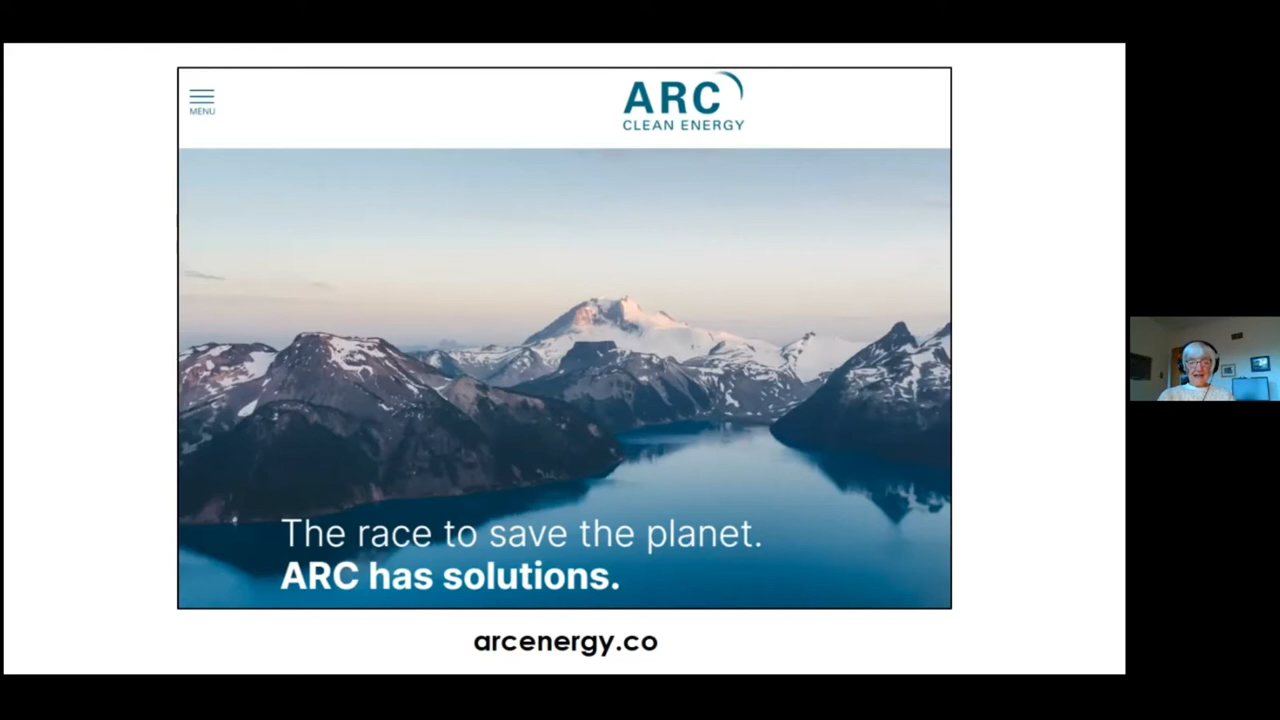 MENU
ARC
CLEAN ENERGY
The race to save the planet.
ARC has solutions.
arcenergy.co